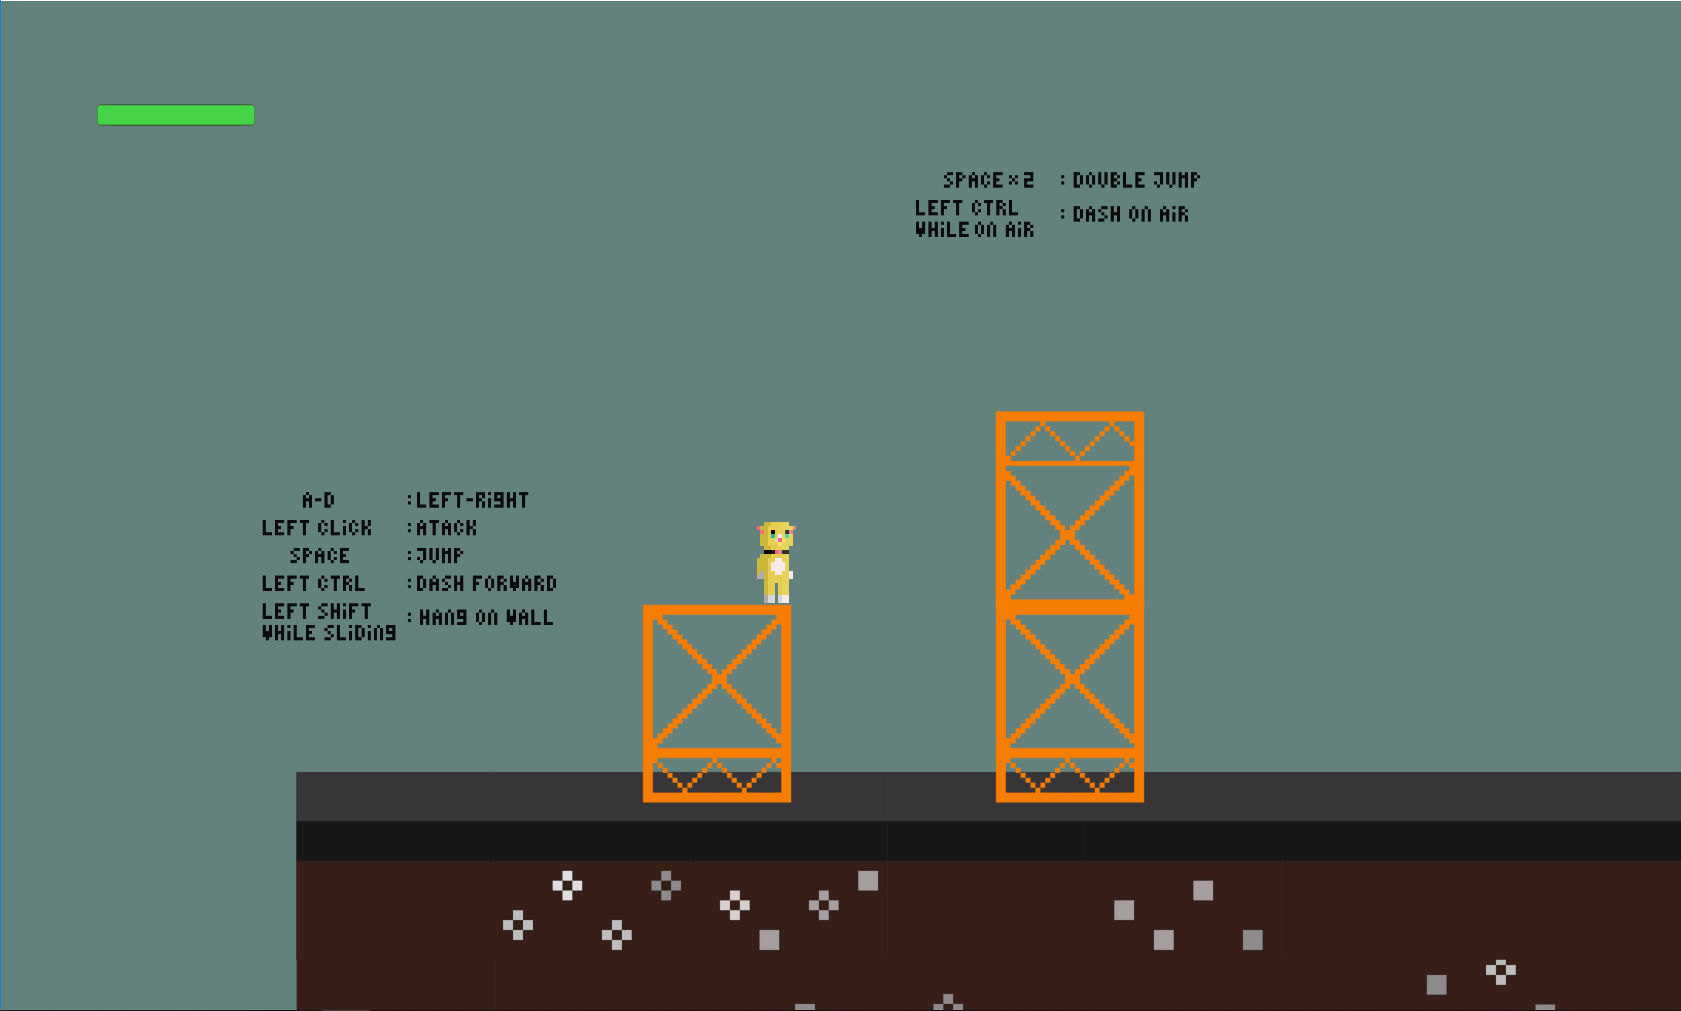 SPACE×2 : DOUBLE JUMP
LEFT CTRL
WHiLE ON AiR : DASH ON AiR
A-D : LEFT-RiGHT
LEFT CLiCK : ATACK
SPACE : JUMP
LEFT CTRL : DASH FORWARD
LEFT SHiFT
WHiLE SLiDiNG : HANG ON WALL